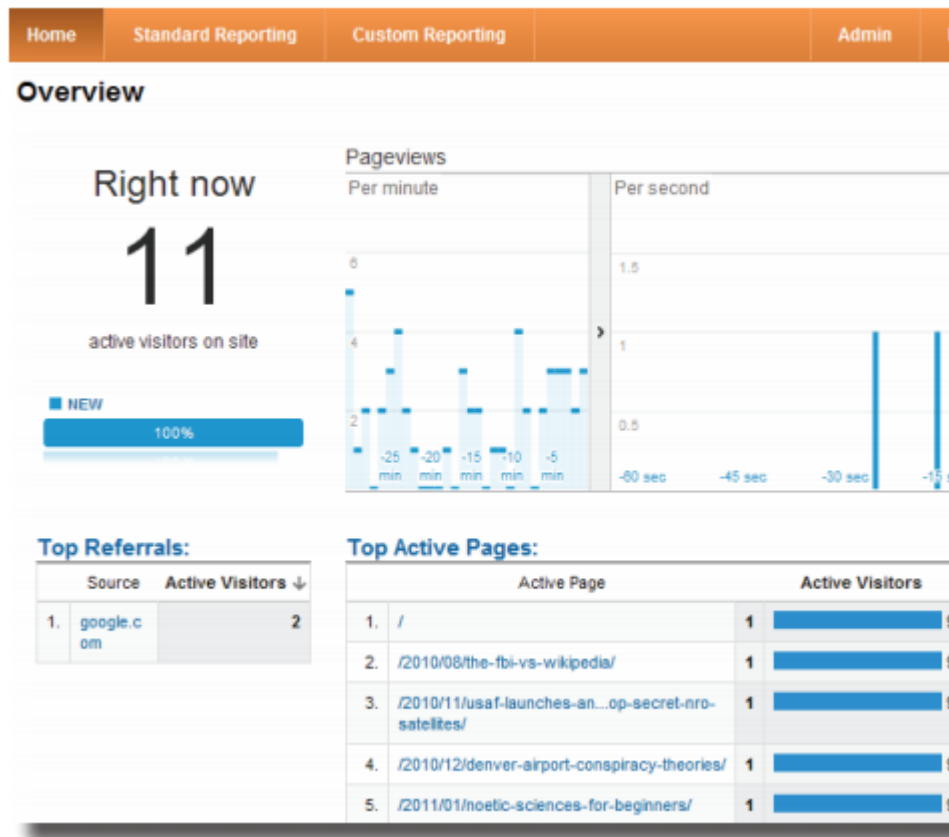 Home Standard Reporting Custom Reporting Admin
Overview
Right now
11
active visitors on site
NEW
100%
Pageviews
Per minute
6
4
2
-25 min -20 min -15 min -10 min -5 min
Per second
1.5
1
0.5
-60 sec -45 sec -30 sec -15 s
Top Referrals:
Source Active Visitors ↓
1. google.c 2
om
Top Active Pages:
Active Page Active Visitors
1. / 1
2. /2010/08/the-fbi-vs-wikipedia/ 1
3. /2010/11/usaf-launches-an...op-secret-nro- 1
satellites/
4. /2010/12/denver-airport-conspiracy-theories/ 1
5. /2011/01/noetic-sciences-for-beginners/ 1